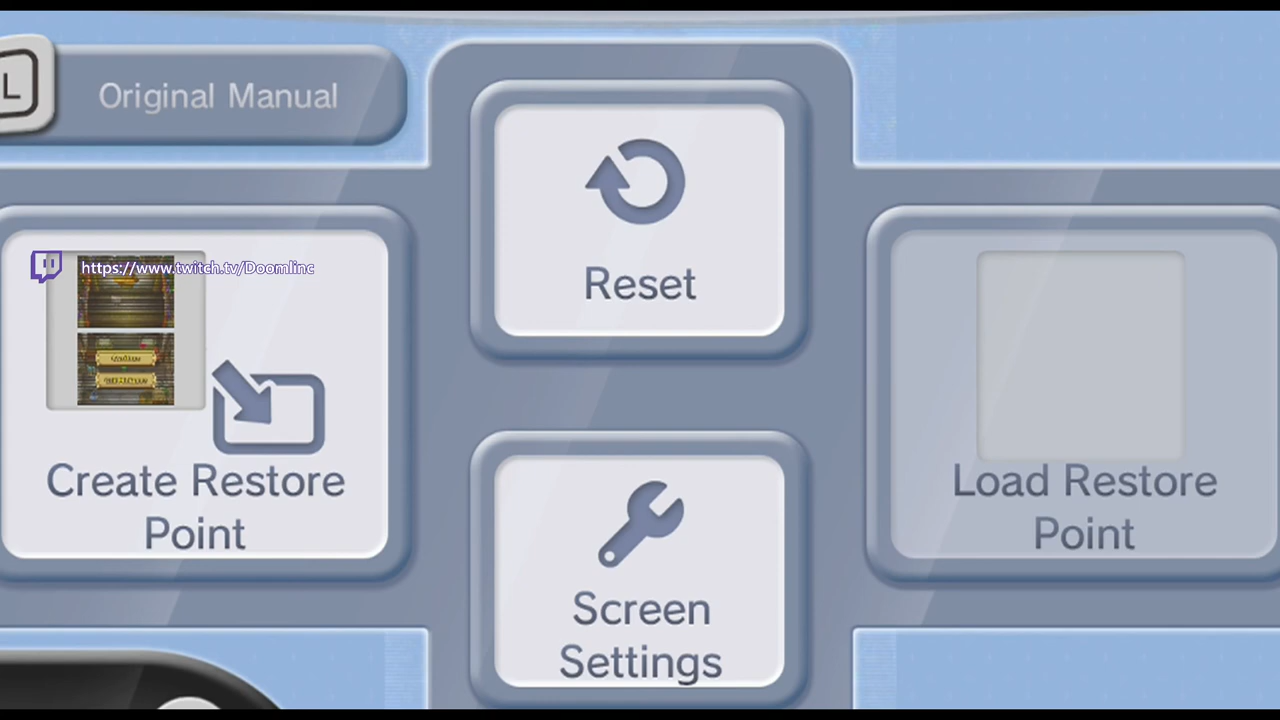 L
Original Manual
Reset
https://www.twitch.tv/Doomlinc
Create Restore
Point
Load Restore
Point
Screen
Settings